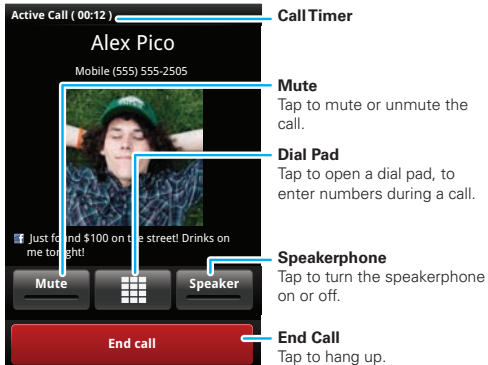 Active Call ( 00:12 )
Alex Pico
Mobile (555) 555-2505
Just found $100 on the street! Drinks on
me tonight!
Mute
Speaker
End call
Call Timer
Mute
Tap to mute or unmute the
call.
Dial Pad
Tap to open a dial pad, to
enter numbers during a call.
Speakerphone
Tap to turn the speakerphone
on or off.
End Call
Tap to hang up.